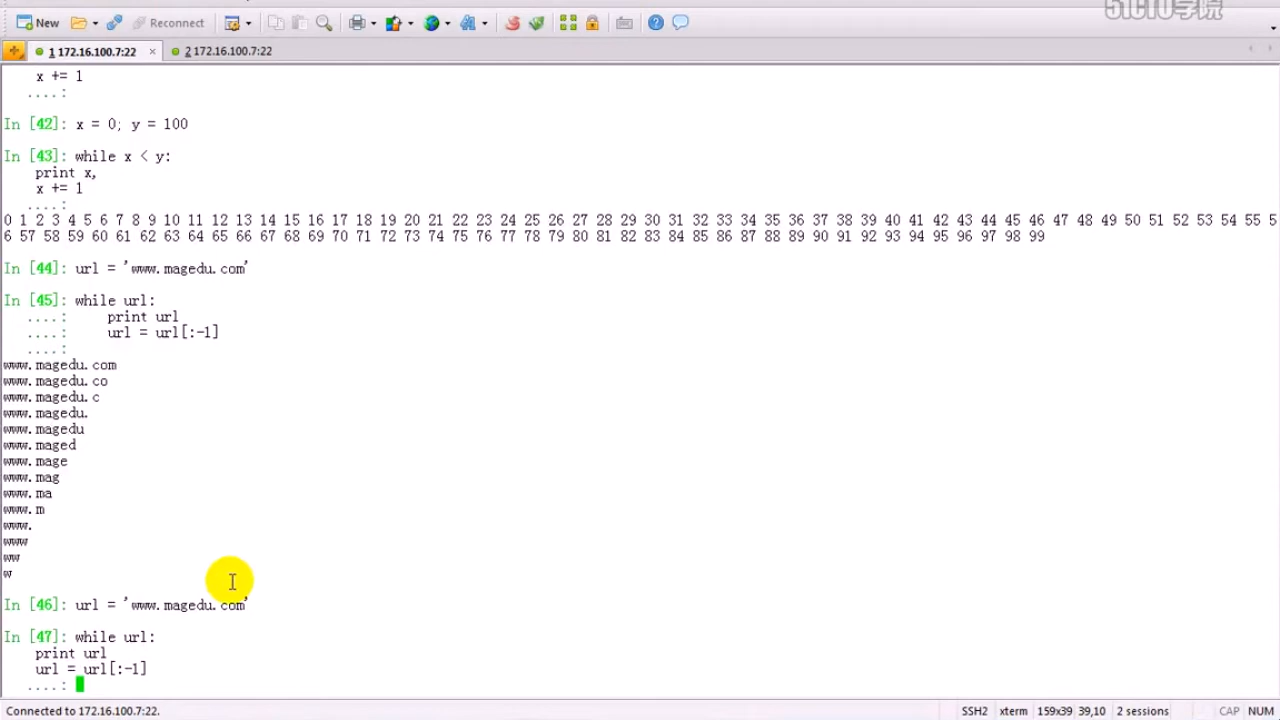 51CTO学院
New
Reconnect
1 172.16.100.7:22 × 2 172.16.100.7:22
x += 1
....:
In [42]: x = 0; y = 100
In [43]: while x < y:
print x,
x += 1
....:
0 1 2 3 4 5 6 7 8 9 10 11 12 13 14 15 16 17 18 19 20 21 22 23 24 25 26 27 28 29 30 31 32 33 34 35 36 37 38 39 40 41 42 43 44 45 46 47 48 49 50 51 52 53 54 55 5
6 57 58 59 60 61 62 63 64 65 66 67 68 69 70 71 72 73 74 75 76 77 78 79 80 81 82 83 84 85 86 87 88 89 90 91 92 93 94 95 96 97 98 99
In [44]: url = 'www.magedu.com'
In [45]: while url:
....: print url
....: url = url[:-1]
....:
www.magedu.com
www.magedu.co
www.magedu.c
www.magedu.
www.magedu
www.maged
www.mage
www.mag
www.ma
www.m
www.
www
ww
w
In [46]: url = 'www.magedu.com'
In [47]: while url:
print url
url = url[:-1]
....:
Connected to 172.16.100.7:22. SSH2 xterm 159x39 39,10 2 sessions CAP NUM